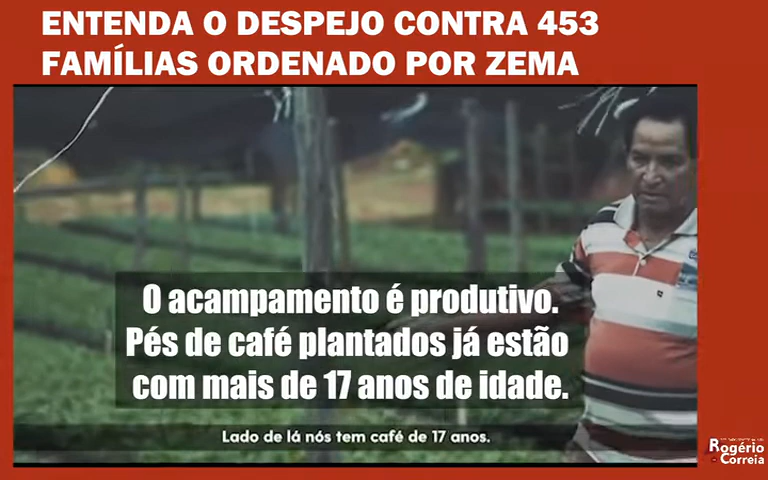 ENTENDA O DESPEJO CONTRA 453
FAMÍLIAS ORDENADO POR ZEMA
O acampamento é produtivo.
Pés de café plantados já estão
com mais de 17 anos de idade.
Lado de lá nós tem café de 17 anos.
Rogério
Correia